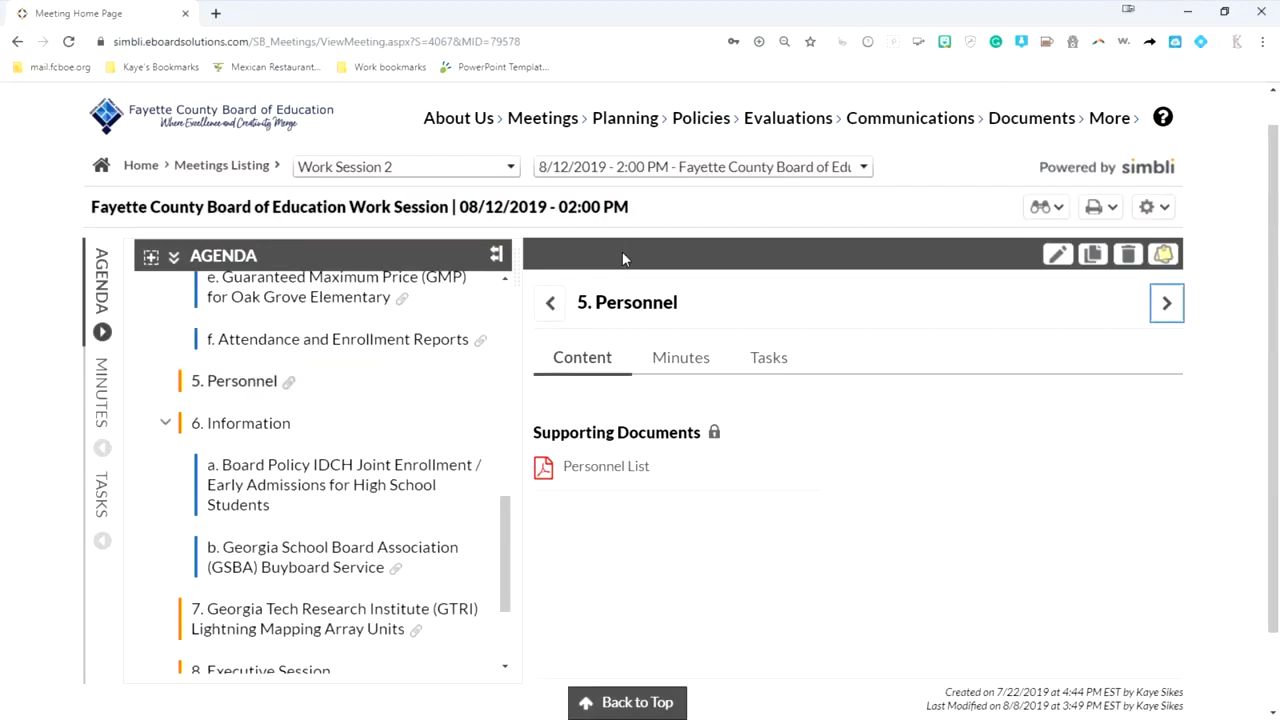 Meeting Home Page
simbli.eboardsolutions.com/SB_Meetings/ViewMeeting.aspx?S=4067&MID=79578
mail.fcboe.org Kaye's Bookmarks Mexican Restaurant... Work bookmarks PowerPoint Templat...
Fayette County Board of Education
Where Excellence and Creativity Merge
About Us Meetings Planning Policies Evaluations Communications Documents More
Home Meetings Listing Work Session 2 8/12/2019 - 2:00 PM - Fayette County Board of Edu
Powered by simbli
Fayette County Board of Education Work Session | 08/12/2019 - 02:00 PM
AGENDA
MINUTES
TASKS
AGENDA
e. Guaranteed Maximum Price (GMP)
for Oak Grove Elementary
f. Attendance and Enrollment Reports
5. Personnel
6. Information
a. Board Policy IDCH Joint Enrollment /
Early Admissions for High School
Students
b. Georgia School Board Association
(GSBA) Buyboard Service
7. Georgia Tech Research Institute (GTRI)
Lightning Mapping Array Units
8. Executive Session
5. Personnel
Content Minutes Tasks
Supporting Documents
Personnel List
Back to Top
Created on 7/22/2019 at 4:44 PM EST by Kaye Sikes
Last Modified on 8/8/2019 at 3:49 PM EST by Kaye Sikes